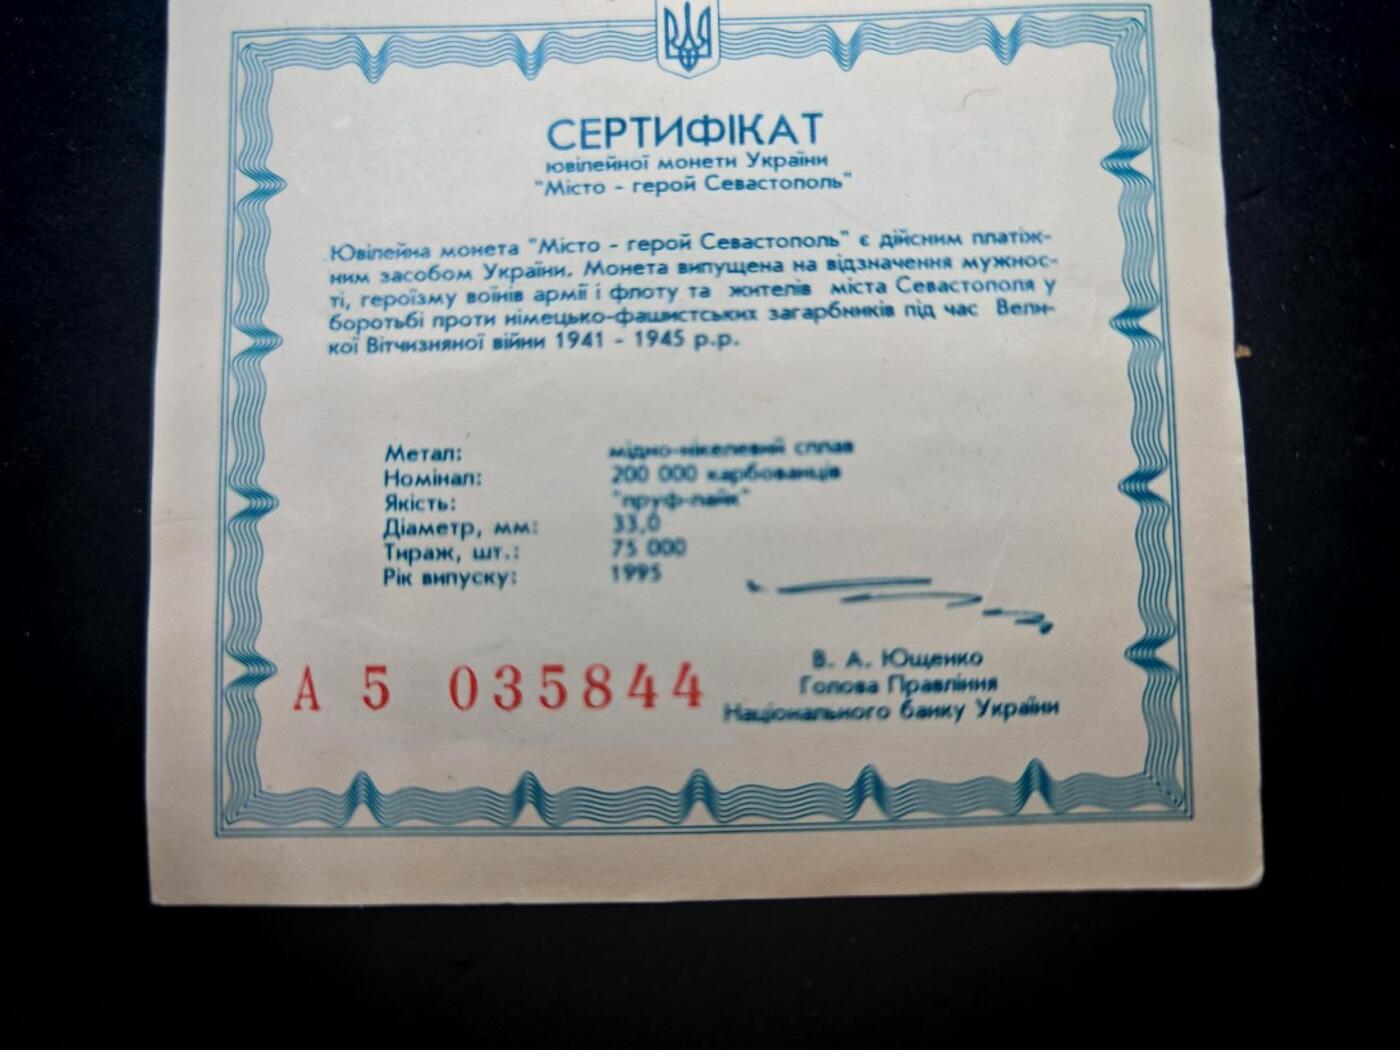 СЕРТИФІКАТ
ювілейної монети України
"Місто - герой Севастополь"
Ювілейна монета "Місто - герой Севастополь" є дійсним платіж-
ним засобом України. Монета випущена на відзначення мужнос-
ті, героїзму воїнів армії і флоту та жителів міста Севастополя у
боротьбі проти німецько-фашистських загарбників під час Вели-
кої Вітчизняної війни 1941 - 1945 р.р.
Метал: мідно-нікелевий сплав
Номінал: 200 000 карбованців
Якість: "пруф-лайк"
Діаметр, мм: 33,0
Тираж, шт.: 75 000
Рік випуску: 1995
А 5 035844
В. А. Ющенко
Голова Правління
Національного банку України